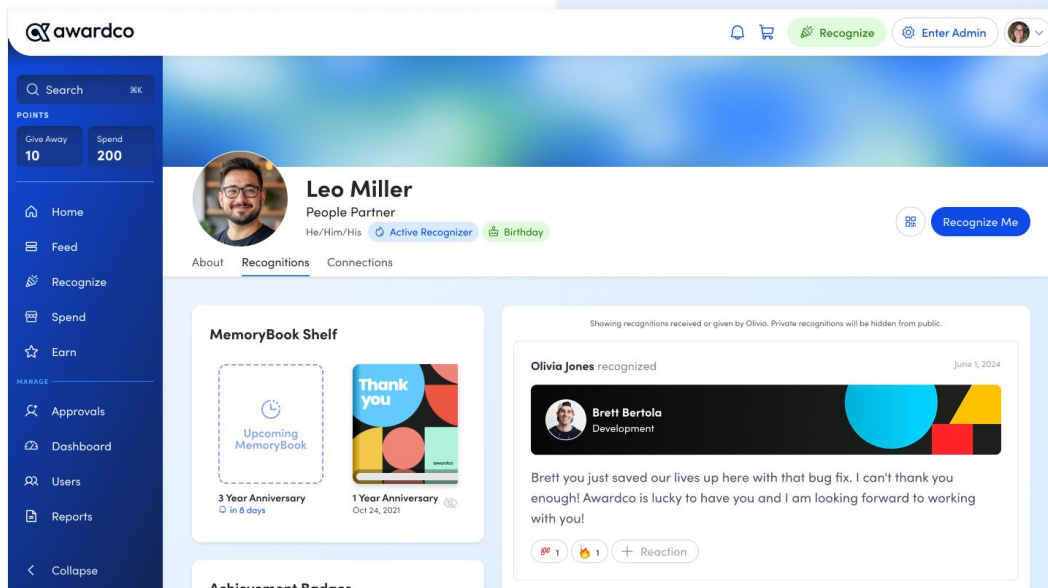 awardco
Recognize
Enter Admin
Search ⌘K
POINTS
Give Away
10
Spend
200
Home
Feed
Recognize
Spend
Earn
MANAGE
Approvals
Dashboard
Users
Reports
Collapse
Leo Miller
People Partner
He/Him/His Active Recognizer Birthday
Recognize Me
About Recognitions Connections
MemoryBook Shelf
Upcoming
MemoryBook
3 Year Anniversary
in 8 days
Thank
you
awardco
1 Year Anniversary
Oct 24, 2021
Achievement Badges
Showing recognitions received or given by Olivia. Private recognitions will be hidden from public.
Olivia Jones recognized June 1, 2024
Brett Bertola
Development
Brett you just saved our lives up here with that bug fix. I can't thank you
enough! Awardco is lucky to have you and I am looking forward to working
with you!
💯 1 🔥 1 + Reaction